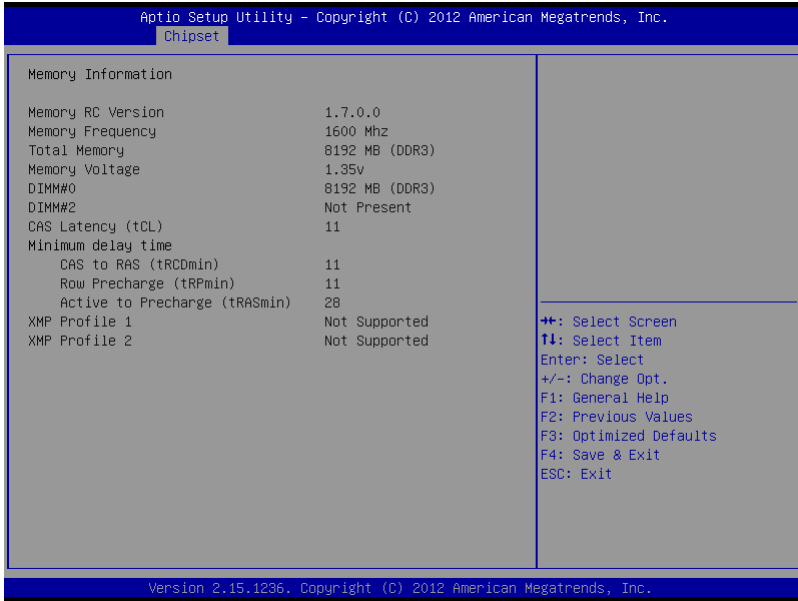 Aptio Setup Utility – Copyright (C) 2012 American Megatrends, Inc.
Chipset
Memory Information
Memory RC Version 1.7.0.0
Memory Frequency 1600 Mhz
Total Memory 8192 MB (DDR3)
Memory Voltage 1.35v
DIMM#0 8192 MB (DDR3)
DIMM#2 Not Present
CAS Latency (tCL) 11
Minimum delay time
CAS to RAS (tRCDmin) 11
Row Precharge (tRPmin) 11
Active to Precharge (tRASmin) 28
XMP Profile 1 Not Supported
XMP Profile 2 Not Supported
→←: Select Screen
↑↓: Select Item
Enter: Select
+/-: Change Opt.
F1: General Help
F2: Previous Values
F3: Optimized Defaults
F4: Save & Exit
ESC: Exit
Version 2.15.1236. Copyright (C) 2012 American Megatrends, Inc.